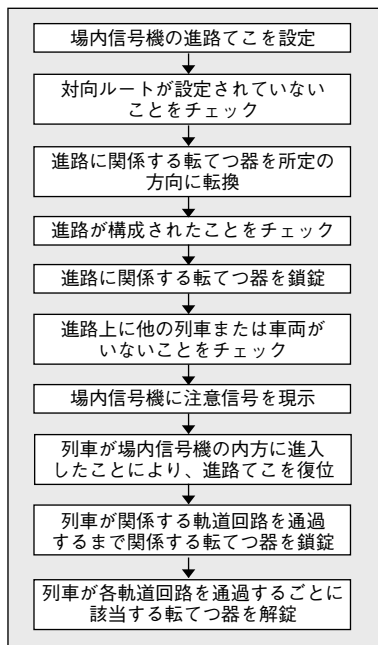 場内信号機の進路てこを設定
対向ルートが設定されていない
ことをチェック
進路に関係する転てつ器を所定の
方向に転換
進路が構成されたことをチェック
進路に関係する転てつ器を鎖錠
進路上に他の列車または車両が
いないことをチェック
場内信号機に注意信号を現示
列車が場内信号機の内方に進入
したことにより、進路てこを復位
列車が関係する軌道回路を通過
するまで関係する転てつ器を鎖錠
列車が各軌道回路を通過するごとに
該当する転てつ器を解錠